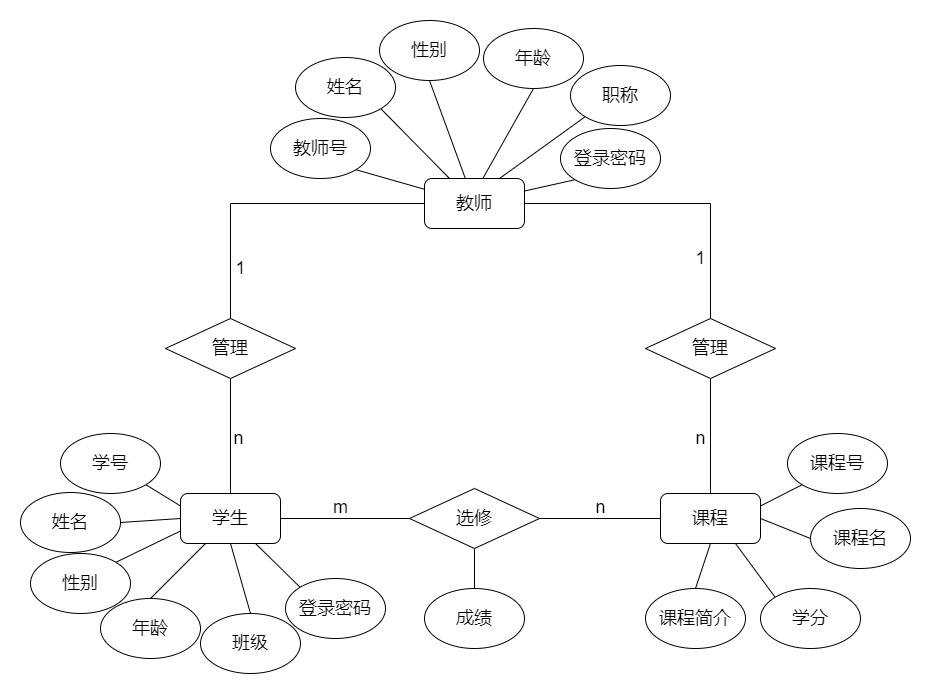 性别
年龄
姓名
职称
教师号
登录密码
教师
1
1
管理
管理
n
n
学号
课程号
姓名
学生
m
选修
n
课程
课程名
性别
年龄
班级
登录密码
成绩
课程简介
学分